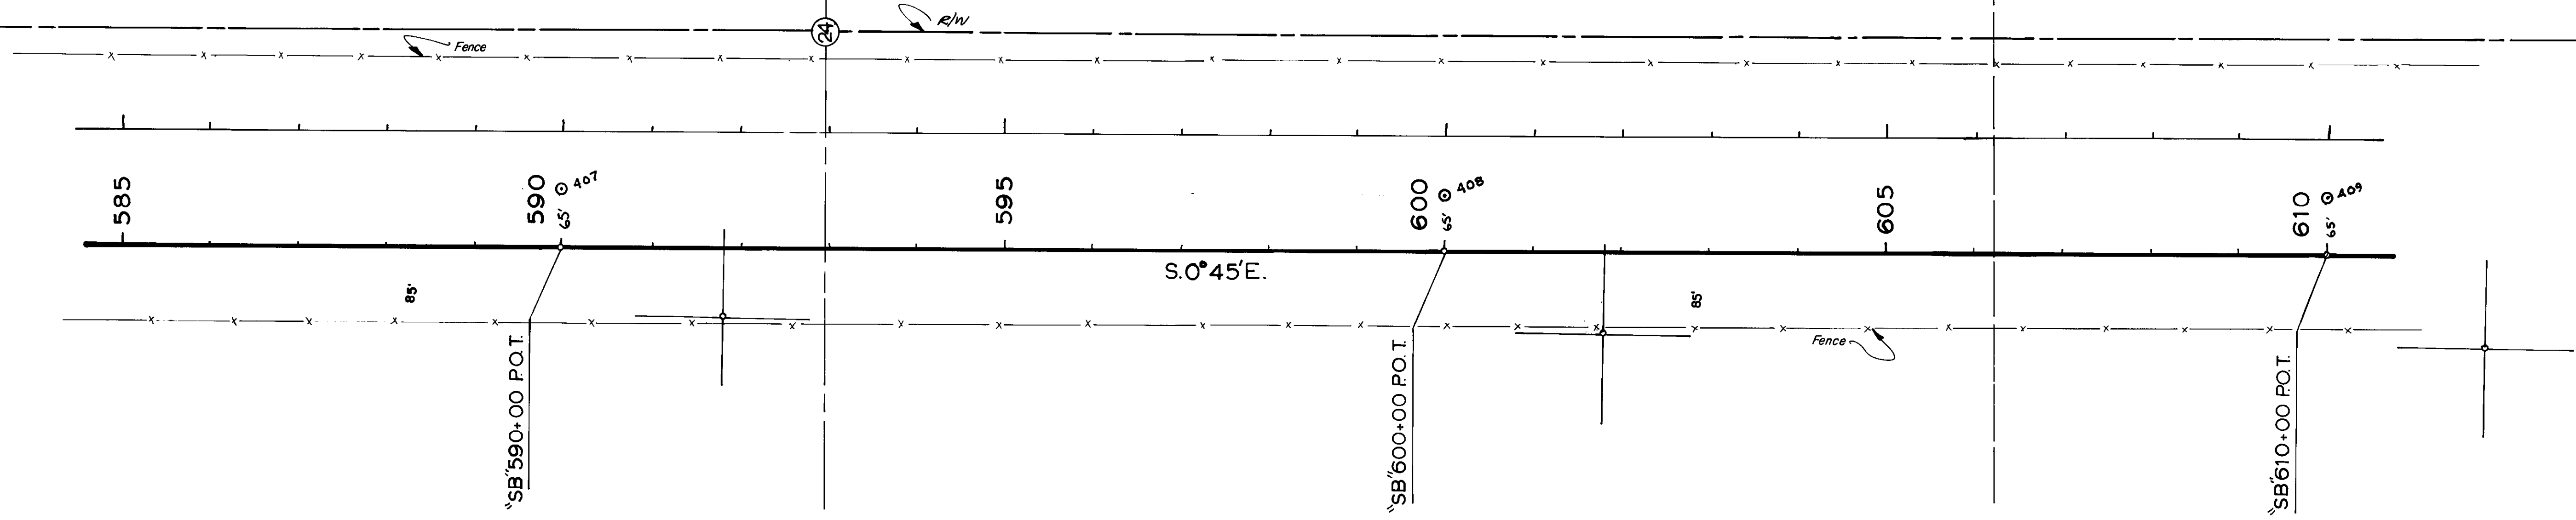 R/W
24
Fence
585
590
407
65'
595
600
408
65'
605
610
409
65'
S.0°45'E.
85'
85'
Fence
"SB"590+00 P.O.T.
"SB"600+00 P.O.T.
"SB"610+00 P.O.T.